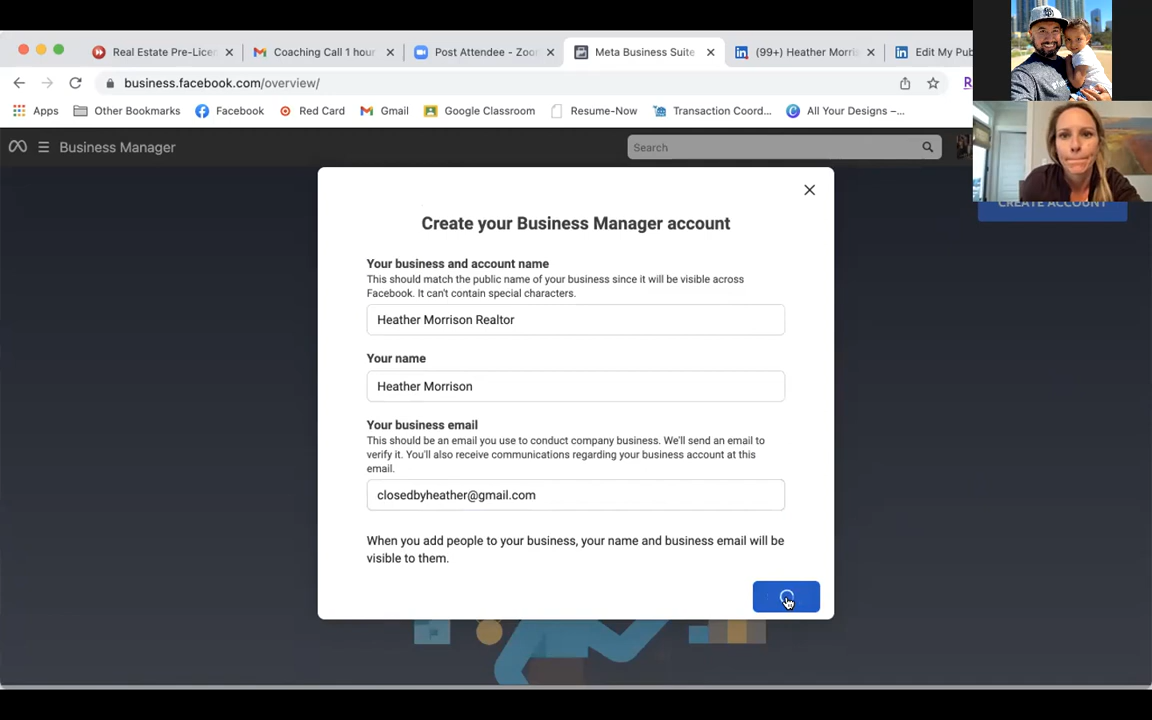 Real Estate Pre-Lice
Coaching Call 1 hour
Post Attendee - Zoo
Meta Business Suite
(99+) Heather Morris
Edit My Pu
business.facebook.com/overview/
Apps
Other Bookmarks
Facebook
Red Card
Gmail
Google Classroom
Resume-Now
Transaction Coord...
All Your Designs –...
Business Manager
Search
CREATE ACCOUNT
Create your Business Manager account
Your business and account name
This should match the public name of your business since it will be visible across
Facebook. It can't contain special characters.
Heather Morrison Realtor
Your name
Heather Morrison
Your business email
This should be an email you use to conduct company business. We'll send an email to
verify it. You'll also receive communications regarding your business account at this
email.
closedbyheather@gmail.com
When you add people to your business, your name and business email will be
visible to them.